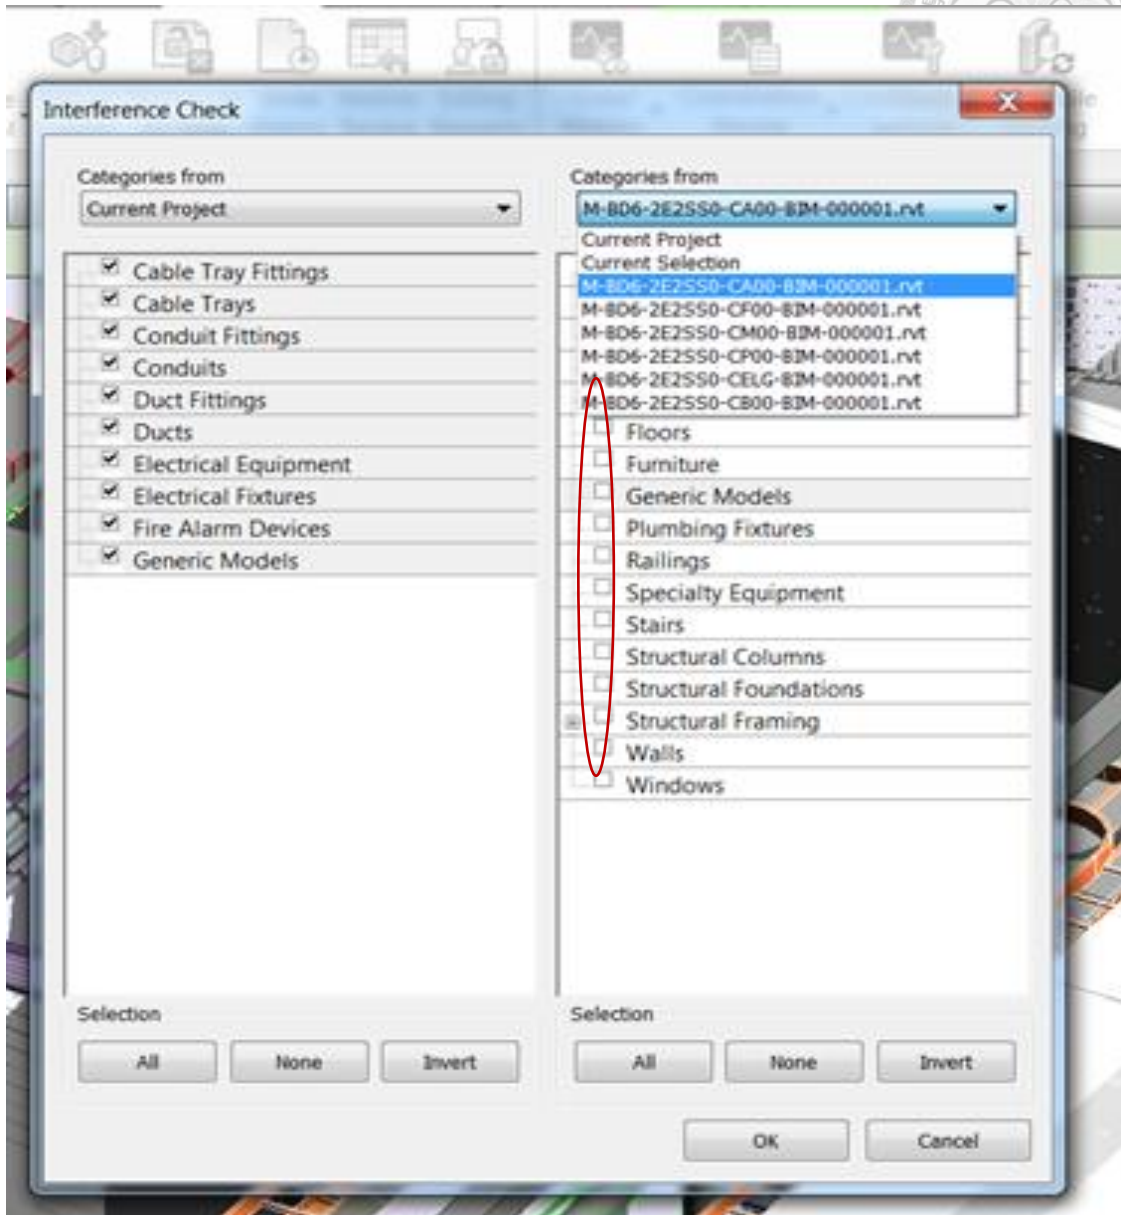 Interference Check
Categories from
Current Project
Cable Tray Fittings
Cable Trays
Conduit Fittings
Conduits
Duct Fittings
Ducts
Electrical Equipment
Electrical Fixtures
Fire Alarm Devices
Generic Models
Selection
All None Invert
Categories from
M-BD6-2E2SS0-CA00-BIM-000001.rvt
Current Project
Current Selection
M-BD6-2E2SS0-CA00-BIM-000001.rvt
M-BD6-2E2SS0-CF00-BIM-000001.rvt
M-BD6-2E2SS0-CM00-BIM-000001.rvt
M-BD6-2E2SS0-CP00-BIM-000001.rvt
M-BD6-2E2SS0-CELG-BIM-000001.rvt
M-BD6-2E2SS0-CB00-BIM-000001.rvt
Floors
Furniture
Generic Models
Plumbing Fixtures
Railings
Specialty Equipment
Stairs
Structural Columns
Structural Foundations
Structural Framing
Walls
Windows
Selection
All None Invert
OK Cancel